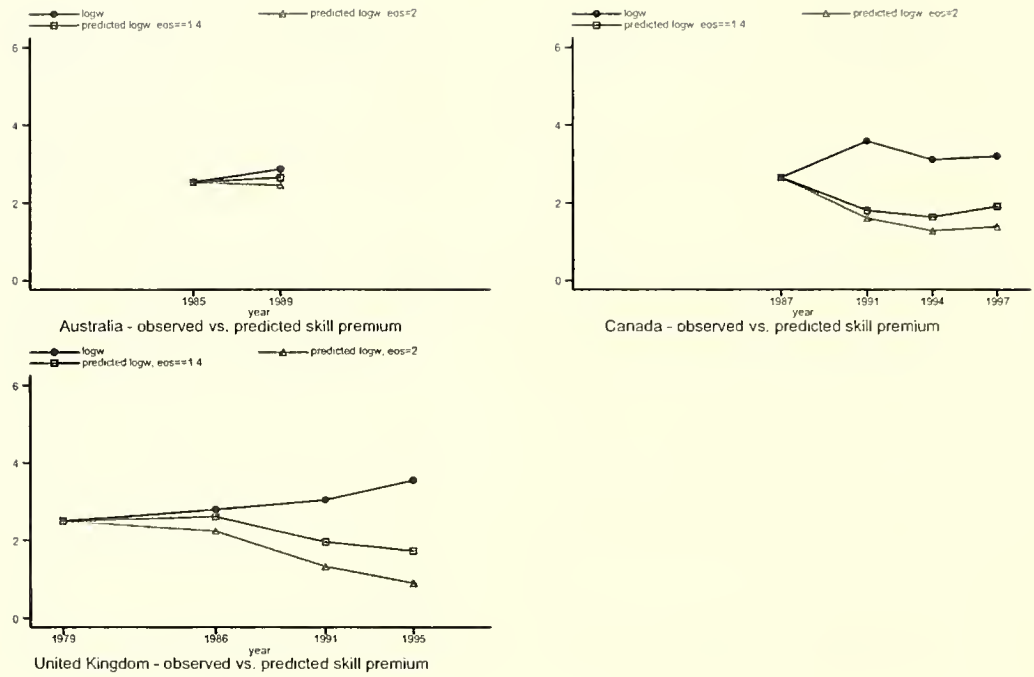 logw predicted logw eos=2
predicted logw eos==1 4
6
4
2
0
1985 1989
year
Australia - observed vs. predicted skill premium
logw predicted logw eos=2
predicted logw eos==1 4
6
4
2
0
1987 1991 1994 1997
year
Canada - observed vs. predicted skill premium
logw predicted logw, eos=2
predicted logw, eos==1 4
6
4
2
0
1979 1986 1991 1995
year
United Kingdom - observed vs. predicted skill premium